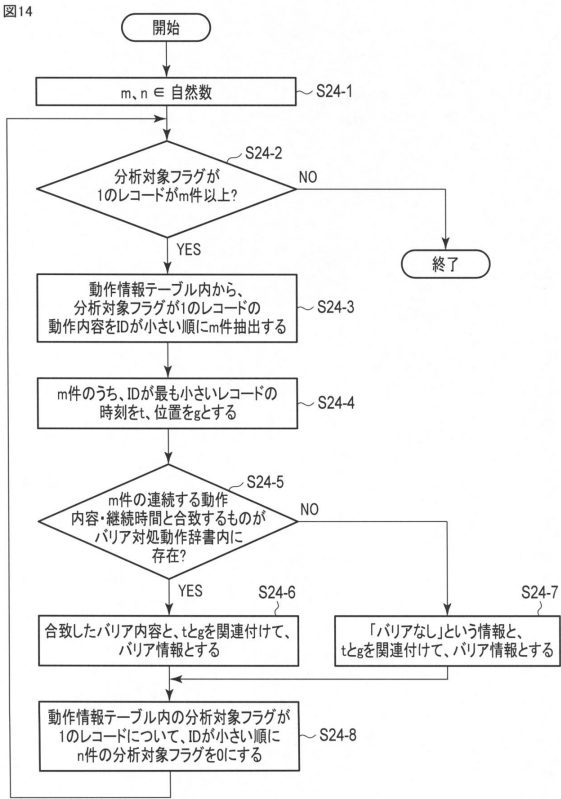 図14
開始
m、n ∈ 自然数
S24-1
S24-2
分析対象フラグが
1のレコードがm件以上?
NO
YES
終了
動作情報テーブル内から、
分析対象フラグが1のレコードの
動作内容をIDが小さい順にm件抽出する
S24-3
m件のうち、IDが最も小さいレコードの
時刻をt、位置をgとする
S24-4
S24-5
m件の連続する動作
内容・継続時間と合致するものが
バリア対処動作辞書内に
存在?
NO
YES
S24-6
合致したバリア内容と、tとgを関連付けて、
バリア情報とする
S24-7
「バリアなし」という情報と、
tとgを関連付けて、バリア情報とする
動作情報テーブル内の分析対象フラグが
1のレコードについて、IDが小さい順に
n件の分析対象フラグを0にする
S24-8